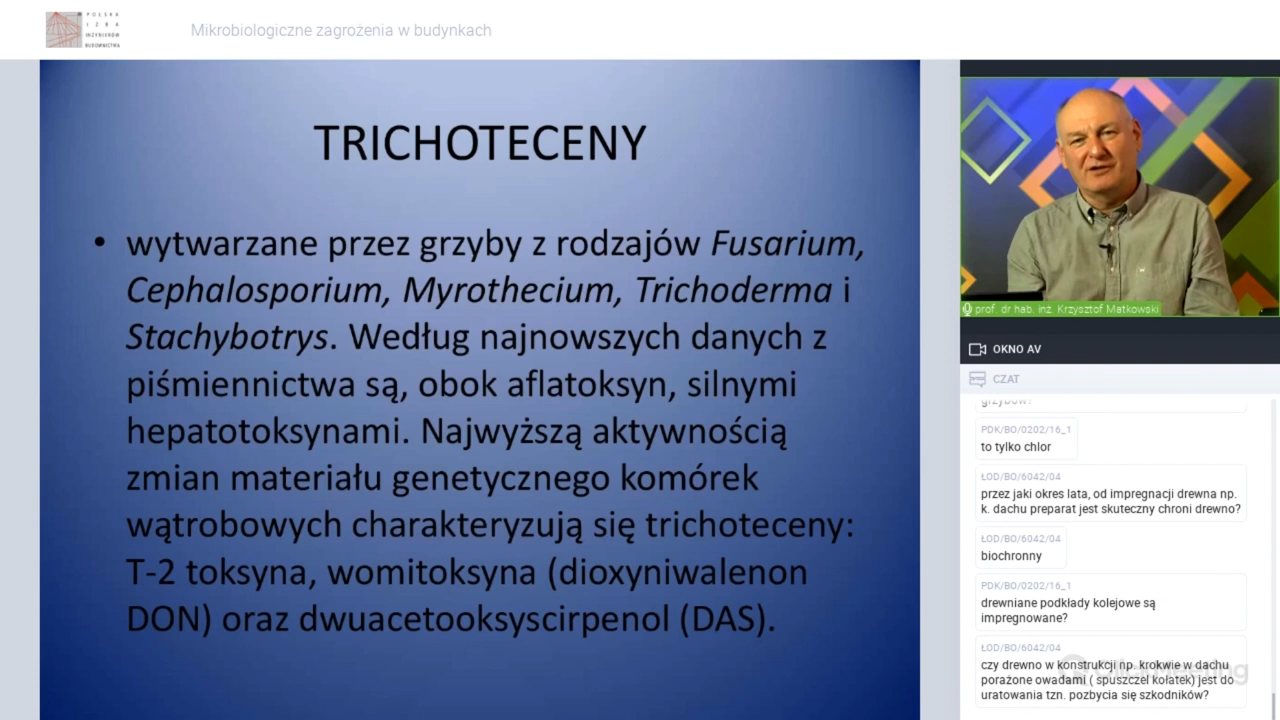 POLSKA
IZBA
INŻYNIERÓW
BUDOWNICTWA
Mikrobiologiczne zagrożenia w budynkach
TRICHOTECENY
• wytwarzane przez grzyby z rodzajów Fusarium,
Cephalosporium, Myrothecium, Trichoderma i
Stachybotrys. Według najnowszych danych z
piśmiennictwa są, obok aflatoksyn, silnymi
hepatotoksynami. Najwyższą aktywnością
zmian materiału genetycznego komórek
wątrobowych charakteryzują się trichoteceny:
T-2 toksyna, womitoksyna (dioxyniwalenon
DON) oraz dwuacetooksyscirpenol (DAS).
prof. dr hab. inż. Krzysztof Matkowski
OKNO AV
CZAT
grzybów?
PDK/BO/0202/16_1
to tylko chlor
ŁOD/BO/6042/04
przez jaki okres lata, od impregnacji drewna np.
k. dachu preparat jest skuteczny chroni drewno?
ŁOD/BO/6042/04
biochronny
PDK/BO/0202/16_1
drewniane podkłady kolejowe są
impregnowane?
ŁOD/BO/6042/04
czy drewno w konstrukcji np. krokwie w dachu
porażone owadami ( spuszczel kołatek) jest do
uratowania tzn. pozbycia się szkodników?